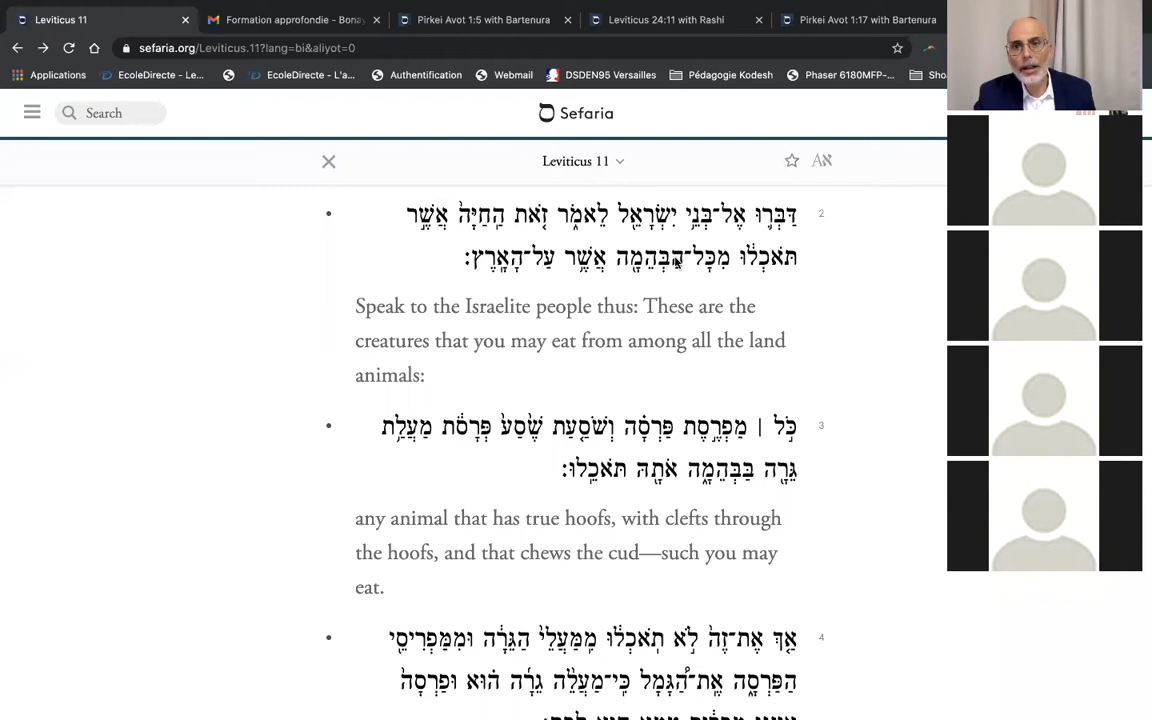 Leviticus 11
Formation approfondie - Bonay
Pirkei Avot 1:5 with Bartenura
Leviticus 24:11 with Rashi
Pirkei Avot 1:17 with Bartenura
sefaria.org/Leviticus.11?lang=bi&aliyot=0
Applications
EcoleDirecte - Le...
EcoleDirecte - L'a...
Authentification
Webmail
DSDEN95 Versailles
Pédagogie Kodesh
Phaser 6180MFP-...
Sho
Search
Sefaria
Leviticus 11
2
דַּבְּר֛וּ אֶל־בְּנֵ֥י יִשְׂרָאֵ֖ל לֵאמֹ֑ר זֹ֤את הַֽחַיָּה֙ אֲשֶׁ֣ר
תֹּאכְל֔וּ מִכׇּל־הַבְּהֵמָ֖ה אֲשֶׁ֥ר עַל־הָאָֽרֶץ׃
Speak to the Israelite people thus: These are the
creatures that you may eat from among all the land
animals:
3
כֹּ֣ל ׀ מַפְרֶ֣סֶת פַּרְסָ֗ה וְשֹׁסַ֤עַת שֶׁ֙סַע֙ פְּרָסֹ֔ת מַעֲלַ֥ת
גֵּרָ֖ה בַּבְּהֵמָ֑ה אֹתָ֖הּ תֹּאכֵֽלוּ׃
any animal that has true hoofs, with clefts through
the hoofs, and that chews the cud—such you may
eat.
4
אַ֤ךְ אֶת־זֶה֙ לֹ֣א תֹֽאכְל֔וּ מִֽמַּעֲלֵי֙ הַגֵּרָ֔ה וּמִמַּפְרִיסֵ֖י
הַפַּרְסָ֑ה אֶֽת־הַ֠גָּמָ֠ל כִּֽי־מַעֲלֵ֨ה גֵרָ֜ה ה֗וּא וּפַרְסָה֙